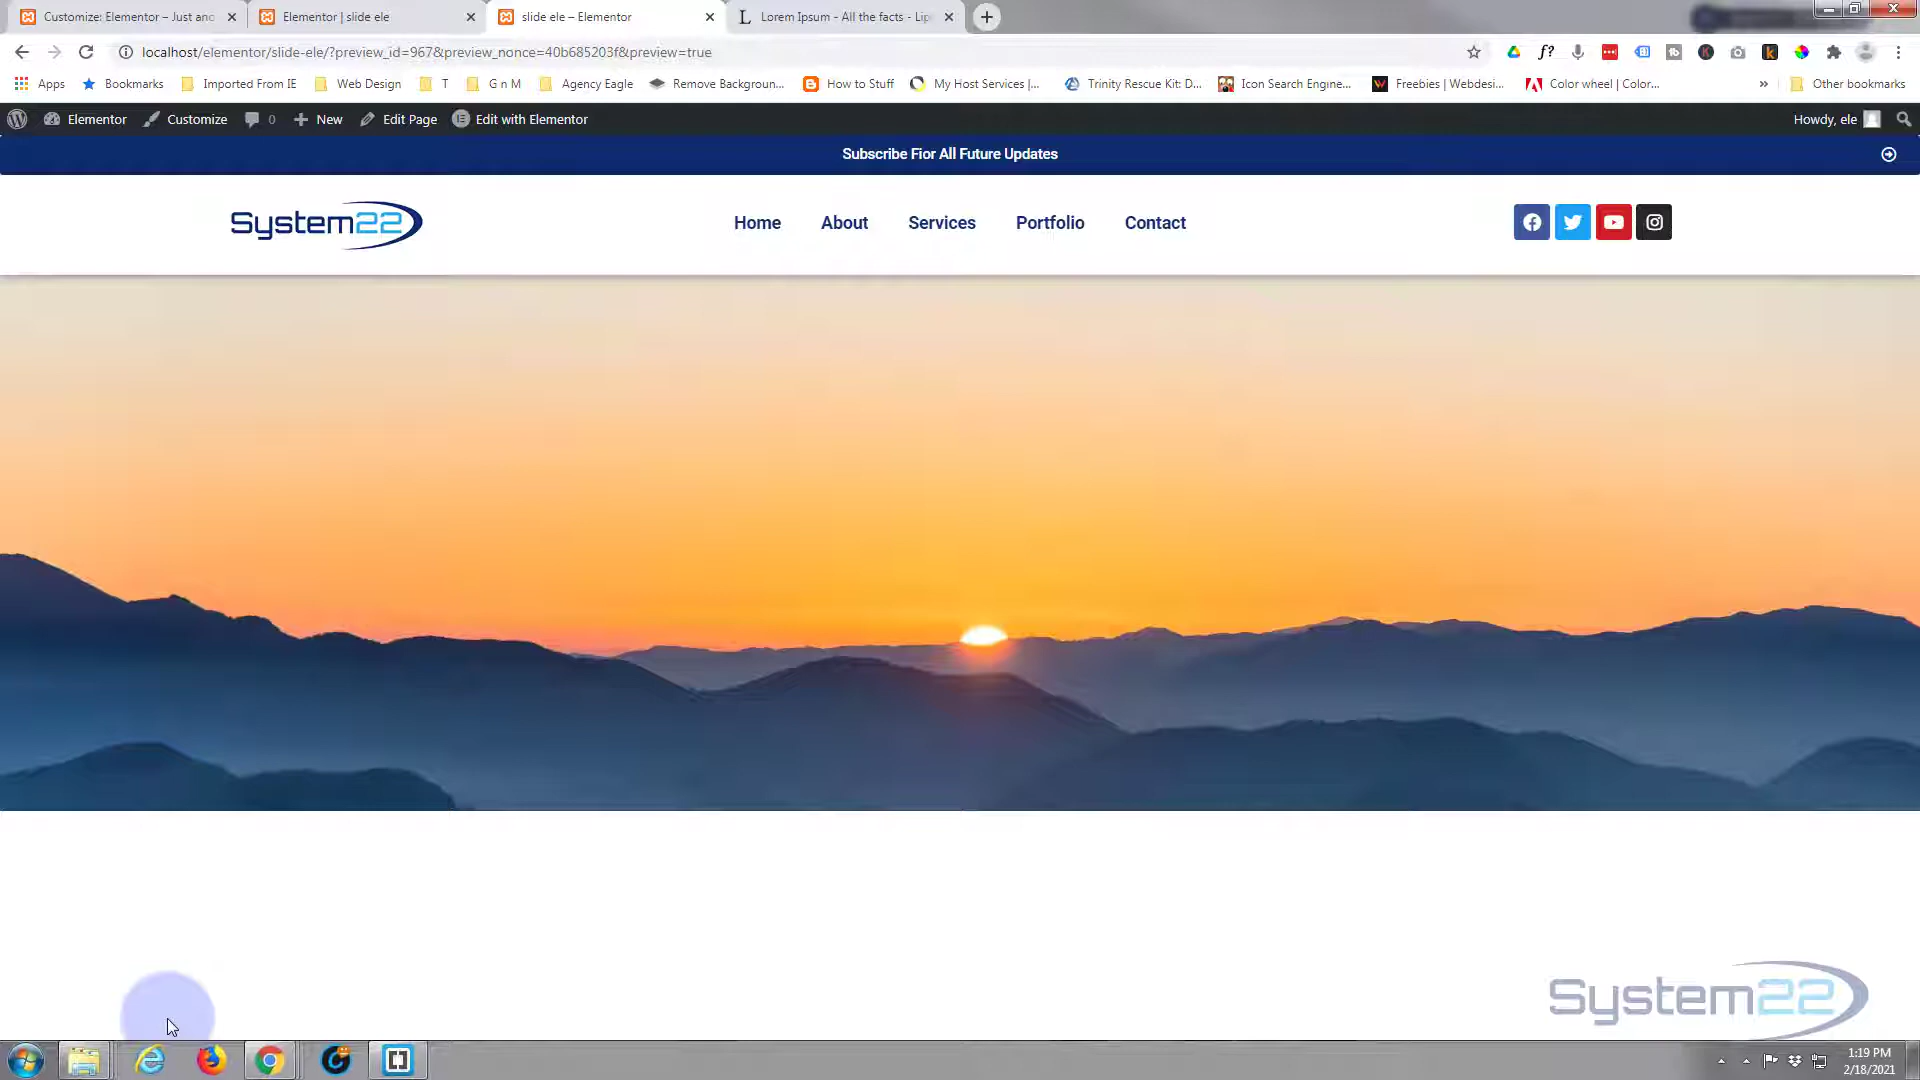 Customize: Elementor – Just ano
Elementor | slide ele
slide ele – Elementor
Lorem Ipsum - All the facts - Lip
localhost/elementor/slide-ele/?preview_id=967&preview_nonce=40b685203f&preview=true
Apps
Bookmarks
Imported From IE
Web Design
T
G n M
Agency Eagle
Remove Backgroun...
How to Stuff
My Host Services |...
Trinity Rescue Kit: D...
Icon Search Engine...
Freebies | Webdesi...
Color wheel | Color...
»
Other bookmarks
Elementor
Customize
0
New
Edit Page
Edit with Elementor
Howdy, ele
Subscribe Fior All Future Updates
System22
Home
About
Services
Portfolio
Contact
System22
1:19 PM
2/18/2021